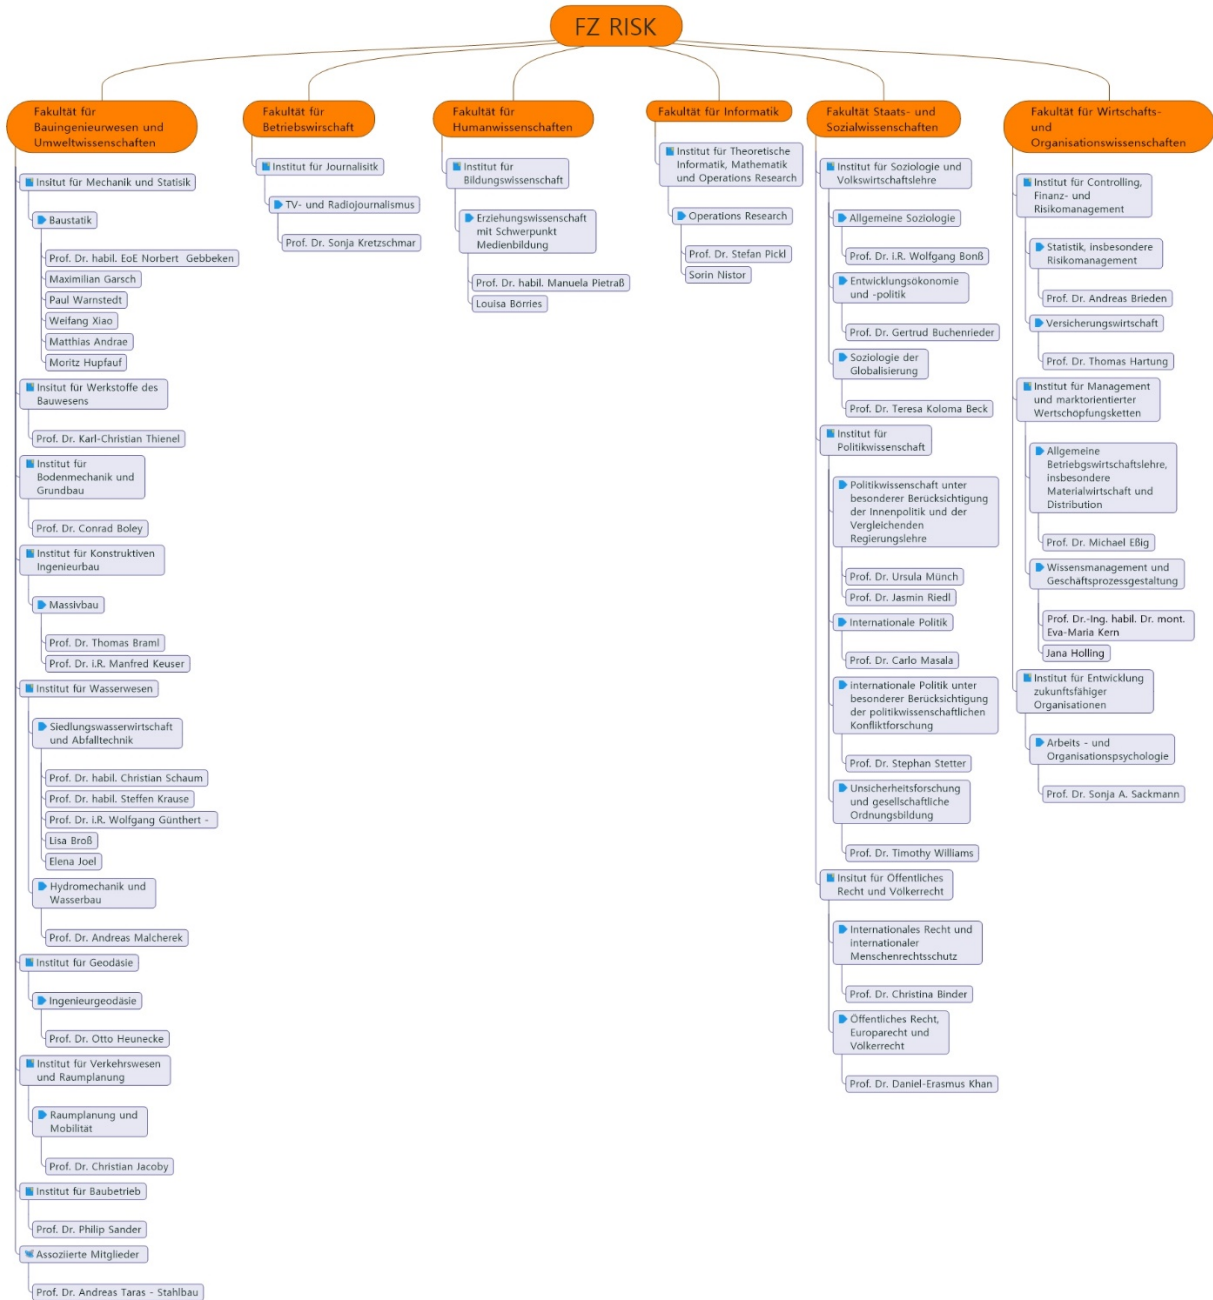 FZ RISK
Fakultät für
Bauingenieurwesen und
Umweltwissenschaften
Insitut für Mechanik und Statisik
Baustatik
Prof. Dr. habil. EoE Norbert Gebbeken
Maximilian Garsch
Paul Warnstedt
Weifang Xiao
Matthias Andrae
Moritz Hupfauf
Insitut für Werkstoffe des
Bauwesens
Prof. Dr. Karl-Christian Thienel
Institut für
Bodenmechanik und
Grundbau
Prof. Dr. Conrad Boley
Institut für Konstruktiven
Ingenieurbau
Massivbau
Prof. Dr. Thomas Braml
Prof. Dr. i.R. Manfred Keuser
Institut für Wasserwesen
Siedlungswasserwirtschaft
und Abfalltechnik
Prof. Dr. habil. Christian Schaum
Prof. Dr. habil. Steffen Krause
Prof. Dr. i.R. Wolfgang Günthert -
Lisa Broß
Elena Joel
Hydromechanik und
Wasserbau
Prof. Dr. Andreas Malcherek
Institut für Geodäsie
Ingenieurgeodäsie
Prof. Dr. Otto Heunecke
Institut für Verkehrswesen
und Raumplanung
Raumplanung und
Mobilität
Prof. Dr. Christian Jacoby
Institut für Baubetrieb
Prof. Dr. Philip Sander
Assoziierte Mitglieder
Prof. Dr. Andreas Taras - Stahlbau
Fakultät für
Betriebswirschaft
Institut für Journalisitk
TV- und Radiojournalismus
Prof. Dr. Sonja Kretzschmar
Fakultät für
Humanwissenschaften
Institut für
Bildungswissenschaft
Erziehungswissenschaft
mit Schwerpunkt
Medienbildung
Prof. Dr. habil. Manuela Pietraß
Louisa Börries
Fakultät für Informatik
Institut für Theoretische
Informatik, Mathematik
und Operations Research
Operations Research
Prof. Dr. Stefan Pickl
Sorin Nistor
Fakultät Staats- und
Sozialwissenschaften
Institut für Soziologie und
Volkswirtschaftslehre
Allgemeine Soziologie
Prof. Dr. i.R. Wolfgang Bonß
Entwicklungsökonomie
und -politik
Prof. Dr. Gertrud Buchenrieder
Soziologie der
Globalisierung
Prof. Dr. Teresa Koloma Beck
Institut für
Politikwissenschaft
Politikwissenschaft unter
besonderer Berücksichtigung
der Innenpolitik und der
Vergleichenden
Regierungslehre
Prof. Dr. Ursula Münch
Prof. Dr. Jasmin Riedl
Internationale Politik
Prof. Dr. Carlo Masala
internationale Politik unter
besonderer Berücksichtigung
der politikwissenschaftlichen
Konfliktforschung
Prof. Dr. Stephan Stetter
Unsicherheitsforschung
und gesellschaftliche
Ordnungsbildung
Prof. Dr. Timothy Williams
Insitut für Öffentliches
Recht und Völkerrecht
Internationales Recht und
internationaler
Menschenrechtsschutz
Prof. Dr. Christina Binder
Öffentliches Recht,
Europarecht und
Völkerrecht
Prof. Dr. Daniel-Erasmus Khan
Fakultät für Wirtschafts-
und
Organisationswissenschaften
Institut für Controlling,
Finanz- und
Risikomanagement
Statistik, insbesondere
Risikomanagement
Prof. Dr. Andreas Brieden
Versicherungswirtschaft
Prof. Dr. Thomas Hartung
Institut für Management
und marktorientierter
Wertschöpfungsketten
Allgemeine
Betriebgswirtschaftslehre,
insbesondere
Materialwirtschaft und
Distribution
Prof. Dr. Michael Eßig
Wissensmanagement und
Geschäftsprozessgestaltung
Prof. Dr.-Ing. habil. Dr. mont.
Eva-Maria Kern
Jana Holling
Institut für Entwicklung
zukunftsfähiger
Organisationen
Arbeits - und
Organisationspsychologie
Prof. Dr. Sonja A. Sackmann